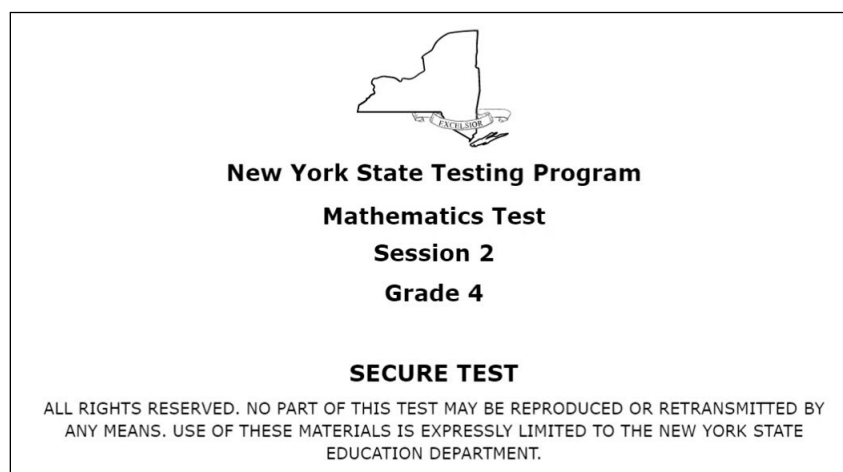 EXCELSIOR
New York State Testing Program
Mathematics Test
Session 2
Grade 4
SECURE TEST
ALL RIGHTS RESERVED. NO PART OF THIS TEST MAY BE REPRODUCED OR RETRANSMITTED BY
ANY MEANS. USE OF THESE MATERIALS IS EXPRESSLY LIMITED TO THE NEW YORK STATE
EDUCATION DEPARTMENT.